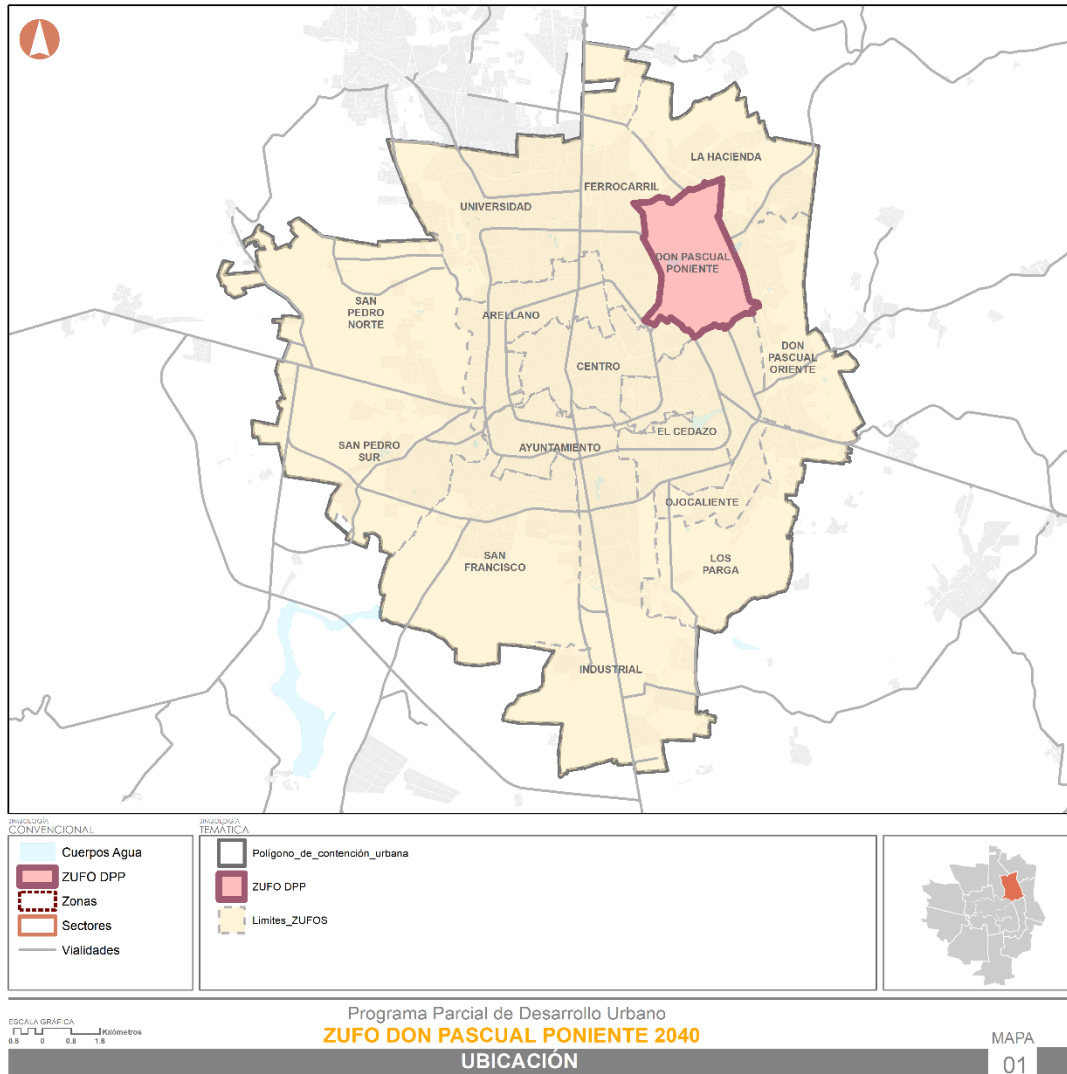 LA HACIENDA
FERROCARRIL
UNIVERSIDAD
DON PASCUAL
PONIENTE
SAN
PEDRO
NORTE
ARELLANO
DON
PASCUAL
ORIENTE
CENTRO
EL CEDAZO
SAN PEDRO
SUR
AYUNTAMIENTO
OJOCALIENTE
SAN
FRANCISCO
LOS
PARGA
INDUSTRIAL
SIMBOLOGÍA
CONVENCIONAL
Cuerpos Agua
ZUFO DPP
Zonas
Sectores
Vialidades
SIMBOLOGÍA
TEMÁTICA
Polígono_de_contención_urbana
ZUFO DPP
Limites_ZUFOS
ESCALA GRÁFICA
Kilómetros
0.8 0 0.8 1.6
Programa Parcial de Desarrollo Urbano
ZUFO DON PASCUAL PONIENTE 2040
UBICACIÓN
MAPA
01